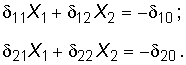 δ₁₁X₁ + δ₁₂X₂ = −δ₁₀ ;
δ₂₁X₁ + δ₂₂X₂ = −δ₂₀ .